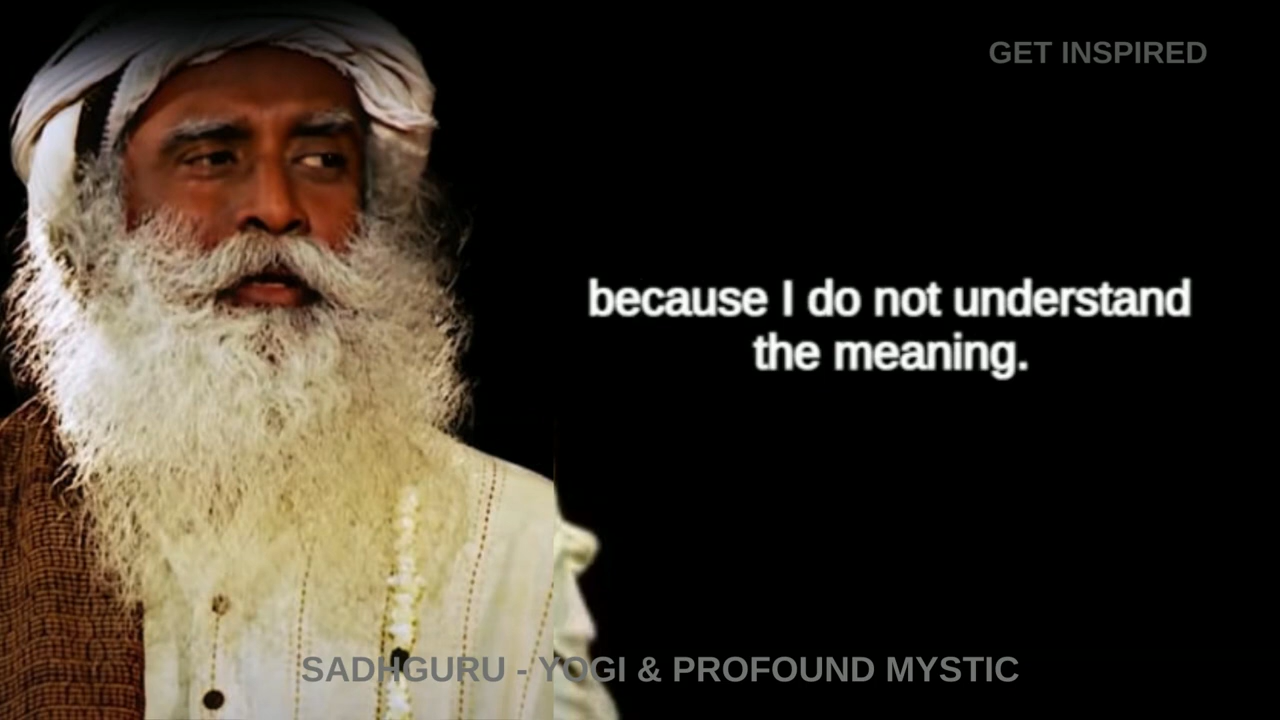 GET INSPIRED
because I do not understand
the meaning.
SADHGURU - YOGI & PROFOUND MYSTIC